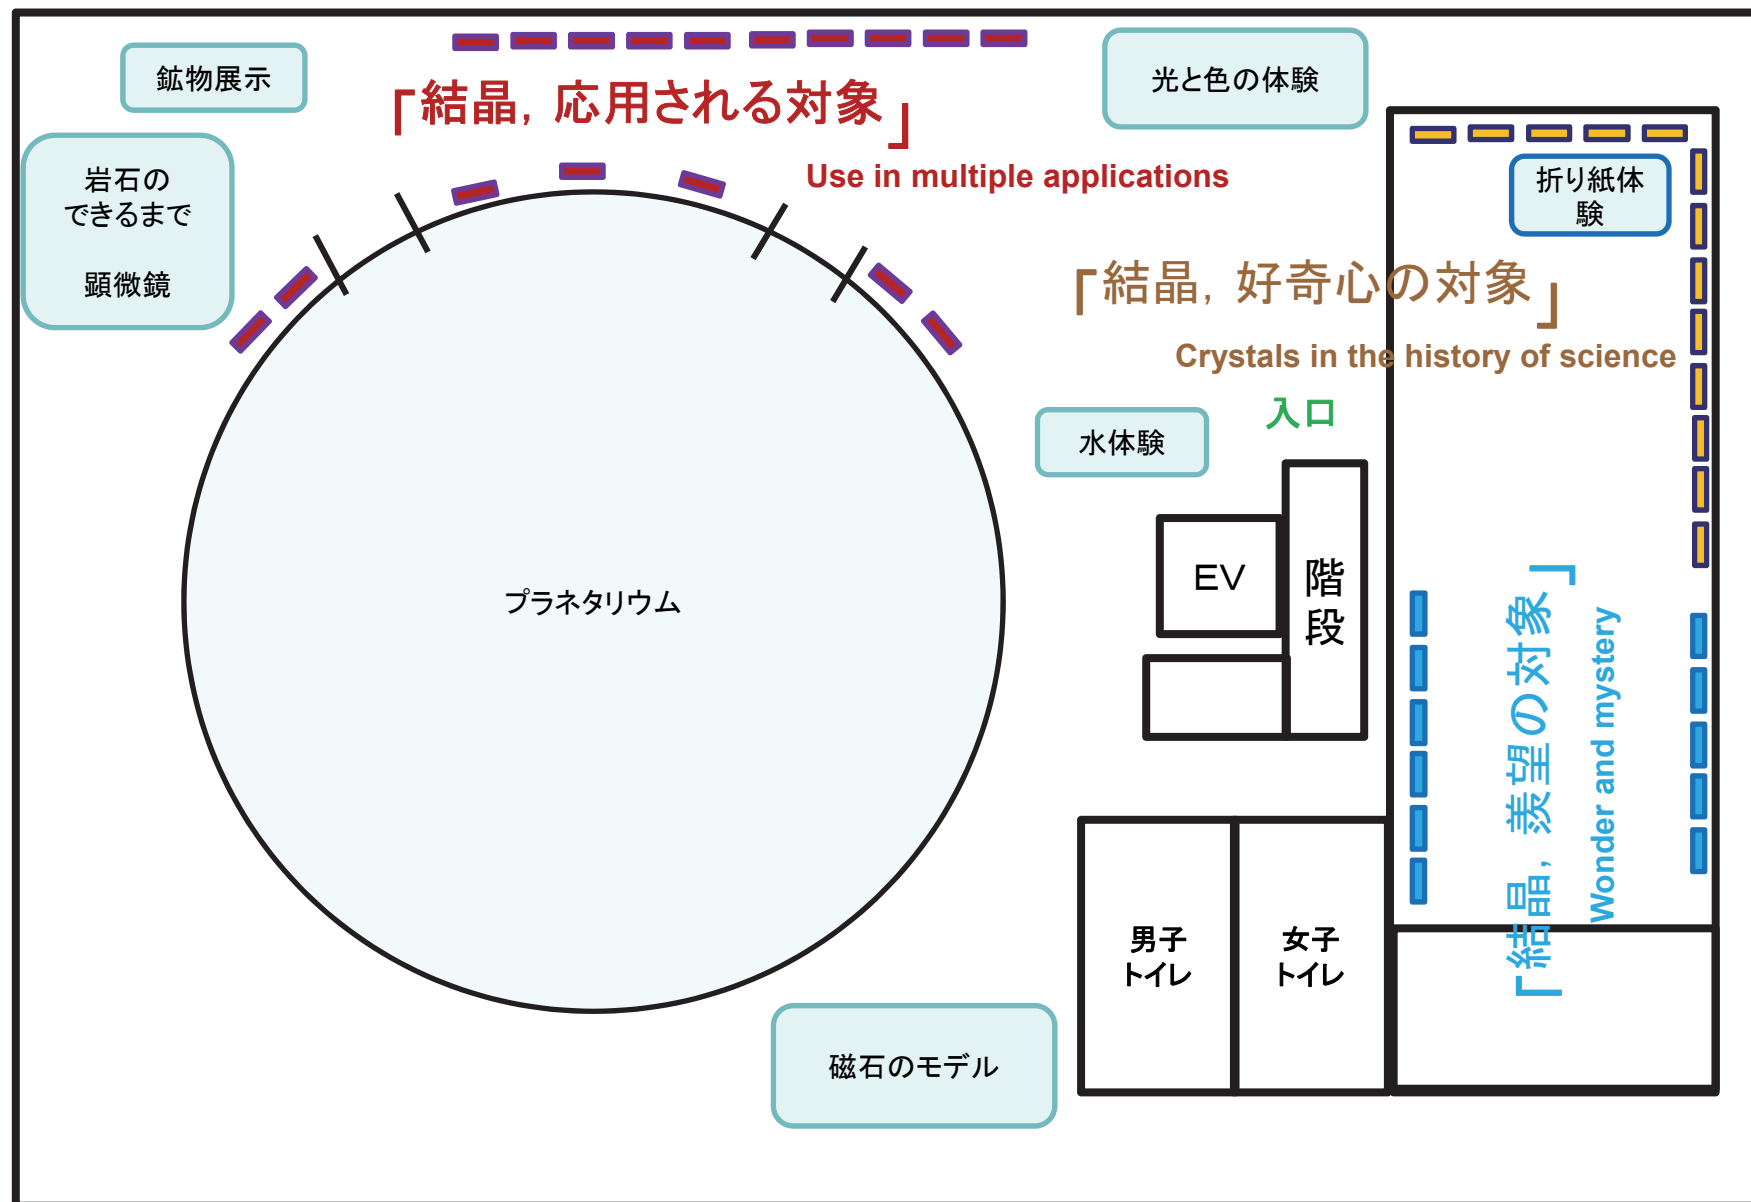 鉱物展示
「結晶, 応用される対象」
Use in multiple applications
光と色の体験
岩石の
できるまで
顕微鏡
折り紙体
験
「結晶, 好奇心の対象」
Crystals in the history of science
入口
水体験
EV
階
段
プラネタリウム
「結晶, 羨望の対象」
Wonder and mystery
男子
トイレ
女子
トイレ
磁石のモデル